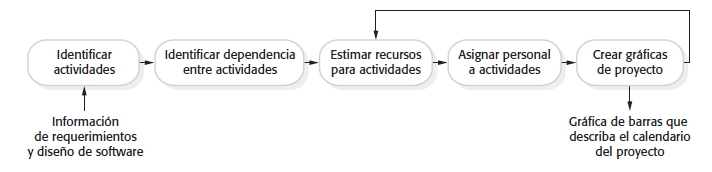 Identificar
actividades
Identificar dependencia
entre actividades
Estimar recursos
para actividades
Asignar personal
a actividades
Crear gráficas
de proyecto
Información
de requerimientos
y diseño de software
Gráfica de barras que
describa el calendario
del proyecto